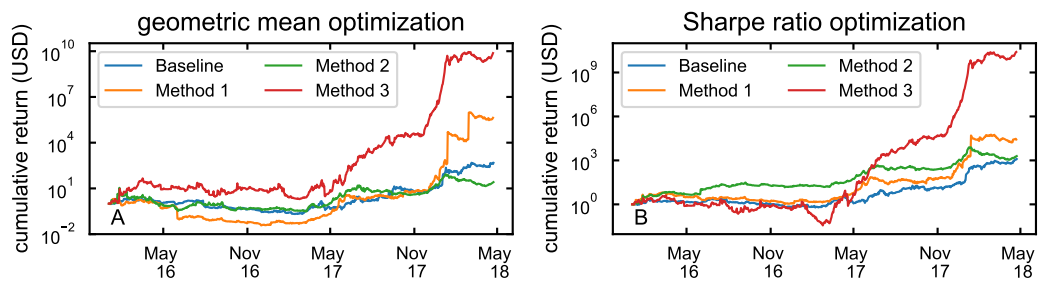 geometric mean optimization
cumulative return (USD)
10^10
10^7
10^4
10^1
10^−2
Baseline
Method 1
Method 2
Method 3
A
May 16
Nov 16
May 17
Nov 17
May 18
Sharpe ratio optimization
cumulative return (USD)
10^9
10^6
10^3
10^0
Baseline
Method 1
Method 2
Method 3
B
May 16
Nov 16
May 17
Nov 17
May 18